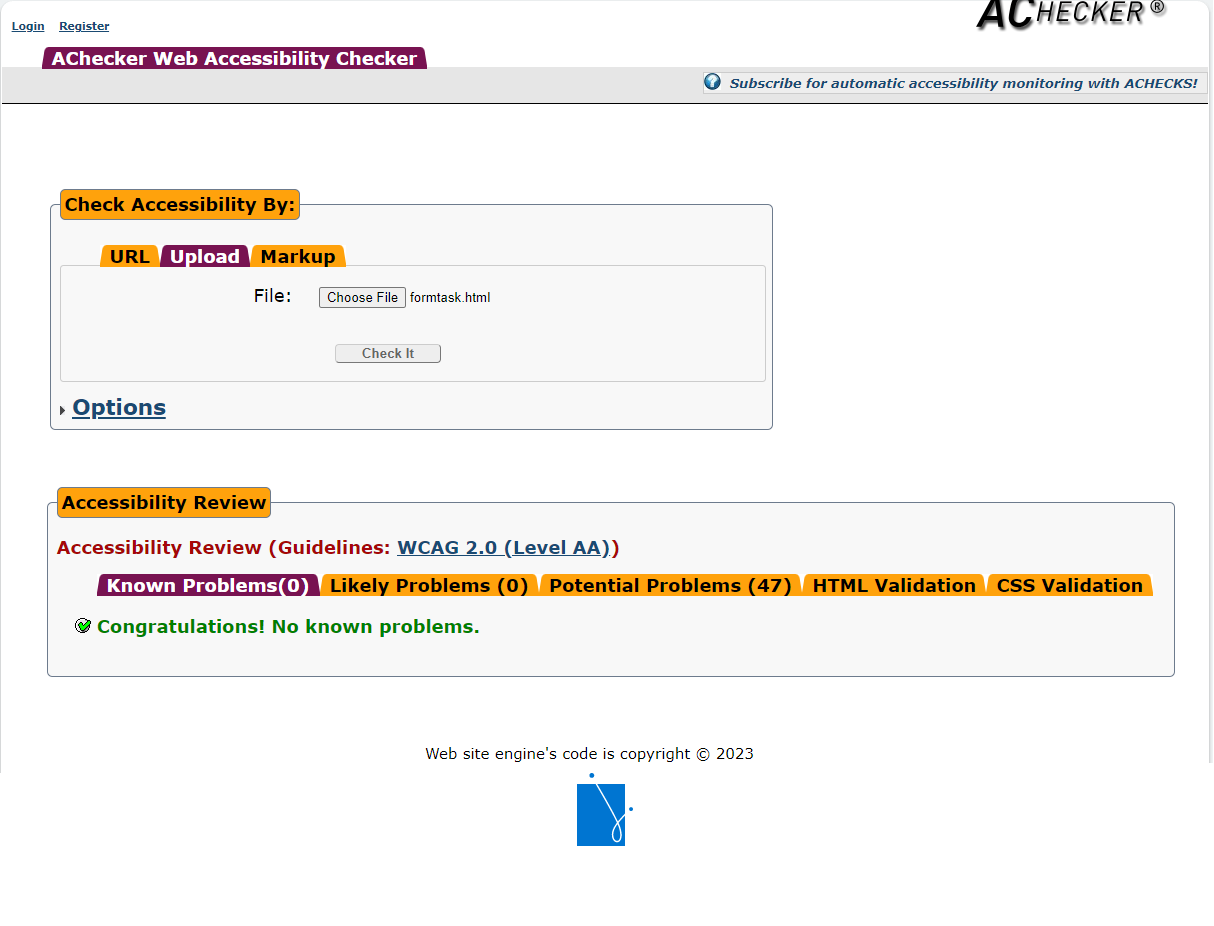 ACHECKER®
Login Register
AChecker Web Accessibility Checker
? Subscribe for automatic accessibility monitoring with ACHECKS!
Check Accessibility By:
URL Upload Markup
File: Choose File formtask.html
Check It
Options
Accessibility Review
Accessibility Review (Guidelines: WCAG 2.0 (Level AA))
Known Problems(0) Likely Problems (0) Potential Problems (47) HTML Validation CSS Validation
Congratulations! No known problems.
Web site engine's code is copyright © 2023